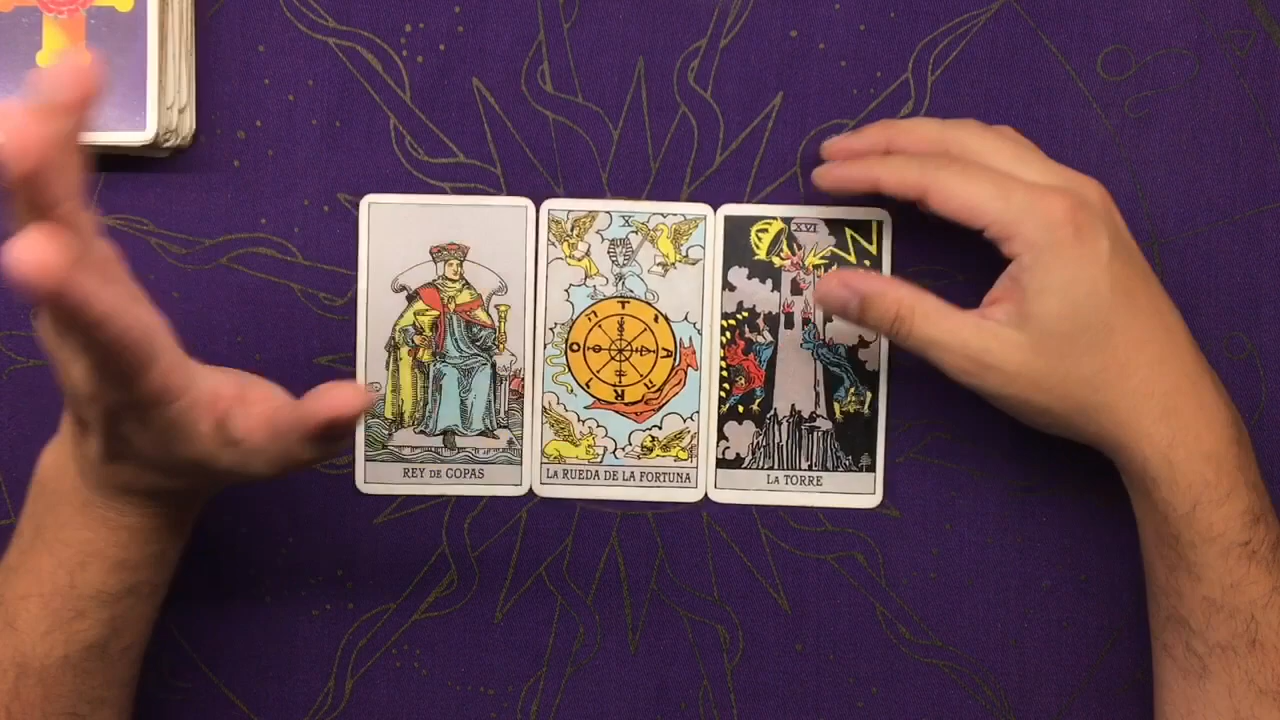 REY DE COPAS
X
T
A
R
O
LA RUEDA DE LA FORTUNA
XVI
LA TORRE